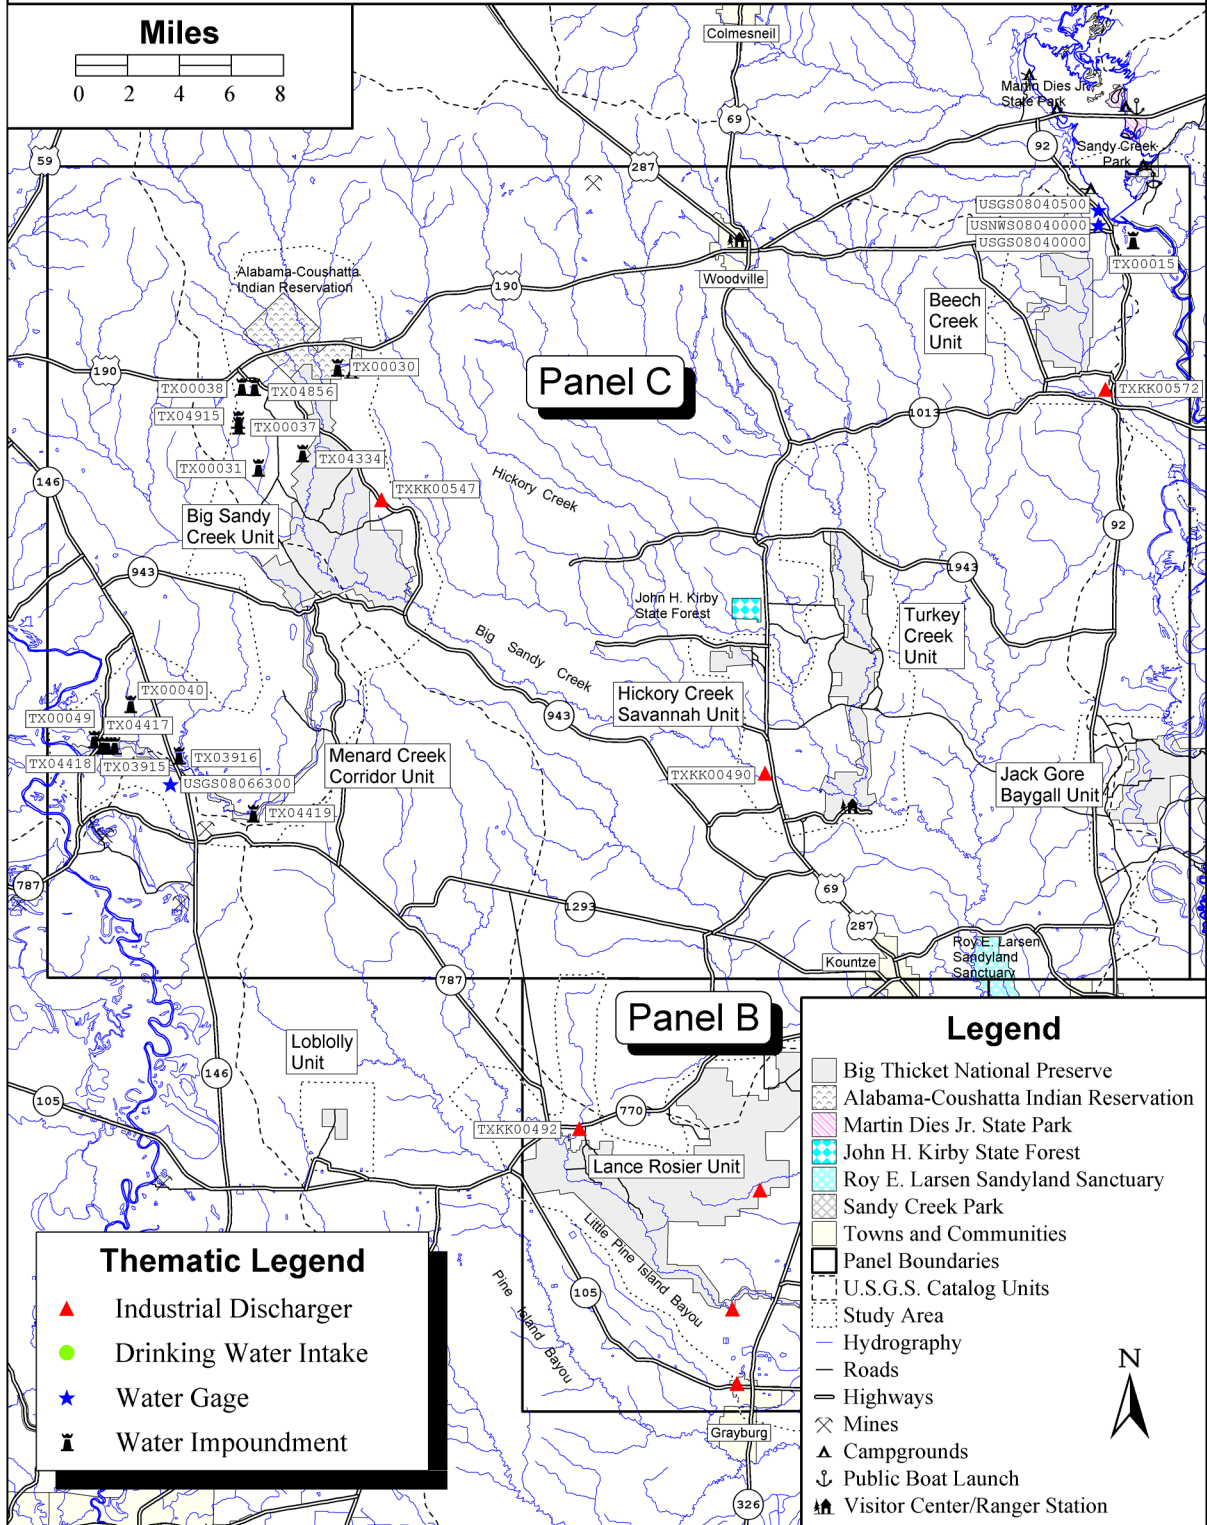 Miles
0 2 4 6 8
Colmesneil
Martin Dies Jr.
State Park
69
92
59
287
Sandy Creek
Park
USGS08040500
USNWS08040000
USGS08040000
TX00015
Woodville
Alabama-Coushatta
Indian Reservation
190
Beech
Creek
Unit
190
TX00030
TX00038
TX04856
Panel C
TXKK00572
TX04915
TX00037
1013
TX04334
TX00031
146
TXKK00547
Hickory Creek
Big Sandy
Creek Unit
92
943
1943
John H. Kirby
State Forest
Turkey
Creek
Unit
Big Sandy Creek
TX00040
Hickory Creek
Savannah Unit
TX00049
TX04417
943
TX04418
TX03915
TX03916
Menard Creek
Corridor Unit
TXKK00490
Jack Gore
Baygall Unit
USGS08066300
TX04419
787
69
1293
287
Kountze
Roy E. Larsen
Sandyland
Sanctuary
787
Panel B
Loblolly
Unit
146
105
770
TXKK00492
Lance Rosier Unit
Little Pine Island Bayou
Pine Island Bayou
105
Grayburg
326
Thematic Legend
Industrial Discharger
Drinking Water Intake
Water Gage
Water Impoundment
Legend
Big Thicket National Preserve
Alabama-Coushatta Indian Reservation
Martin Dies Jr. State Park
John H. Kirby State Forest
Roy E. Larsen Sandyland Sanctuary
Sandy Creek Park
Towns and Communities
Panel Boundaries
U.S.G.S. Catalog Units
Study Area
Hydrography
Roads
Highways
Mines
Campgrounds
Public Boat Launch
Visitor Center/Ranger Station
N